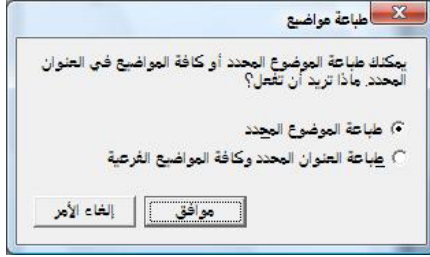 طباعة مواضيع
يمكنك طباعة الموضوع المحدد أو كافة المواضيع في العنوان
المحدد. ماذا تريد أن تفعل؟
طباعة الموضوع المحدد
طباعة العنوان المحدد وكافة المواضيع الفرعية
موافق
إلغاء الأمر